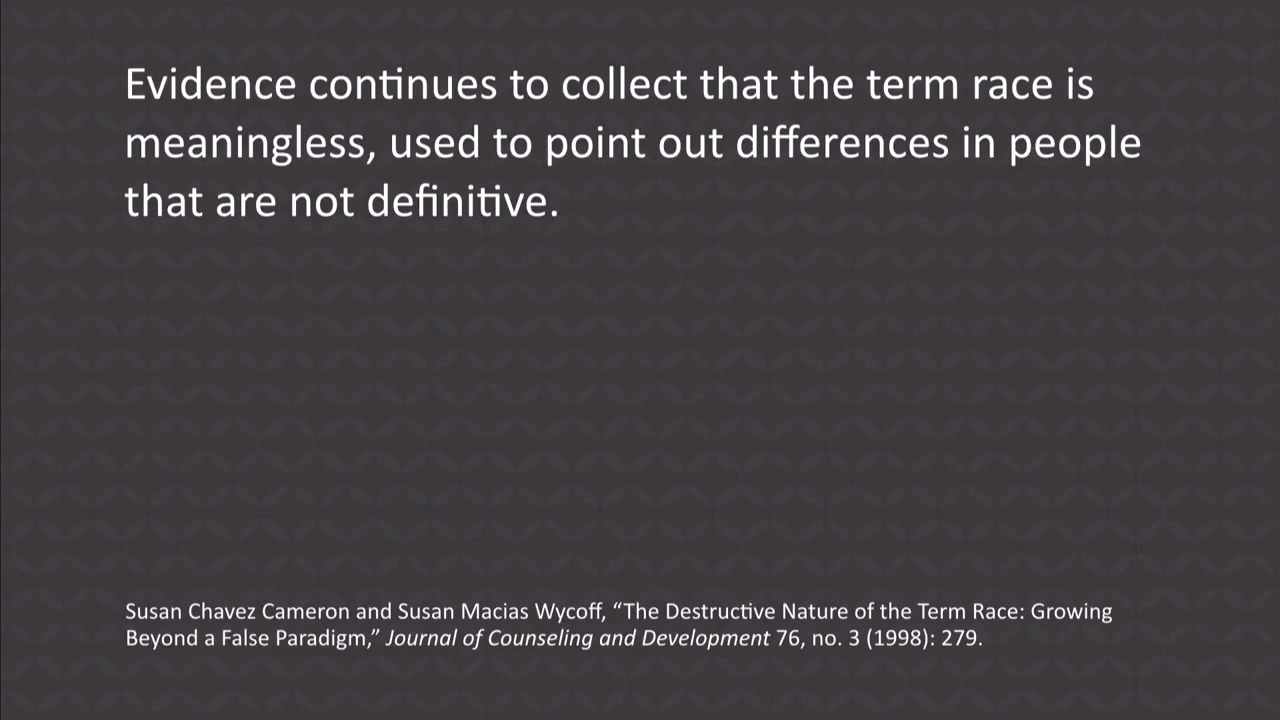 Evidence continues to collect that the term race is
meaningless, used to point out differences in people
that are not definitive.
Susan Chavez Cameron and Susan Macias Wycoff, “The Destructive Nature of the Term Race: Growing
Beyond a False Paradigm,” Journal of Counseling and Development 76, no. 3 (1998): 279.